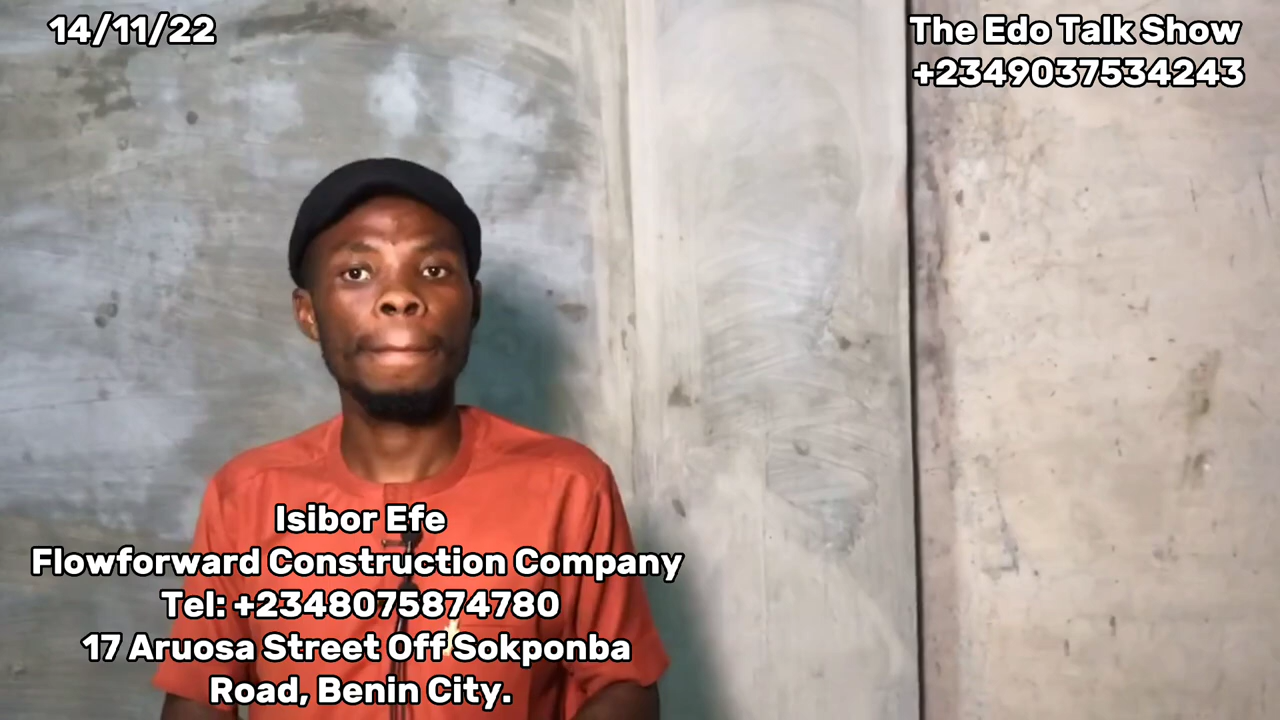 14/11/22
The Edo Talk Show
+2349037534243
Isibor Efe
Flowforward Construction Company
Tel: +2348075874780
17 Aruosa Street Off Sokponba
Road, Benin City.